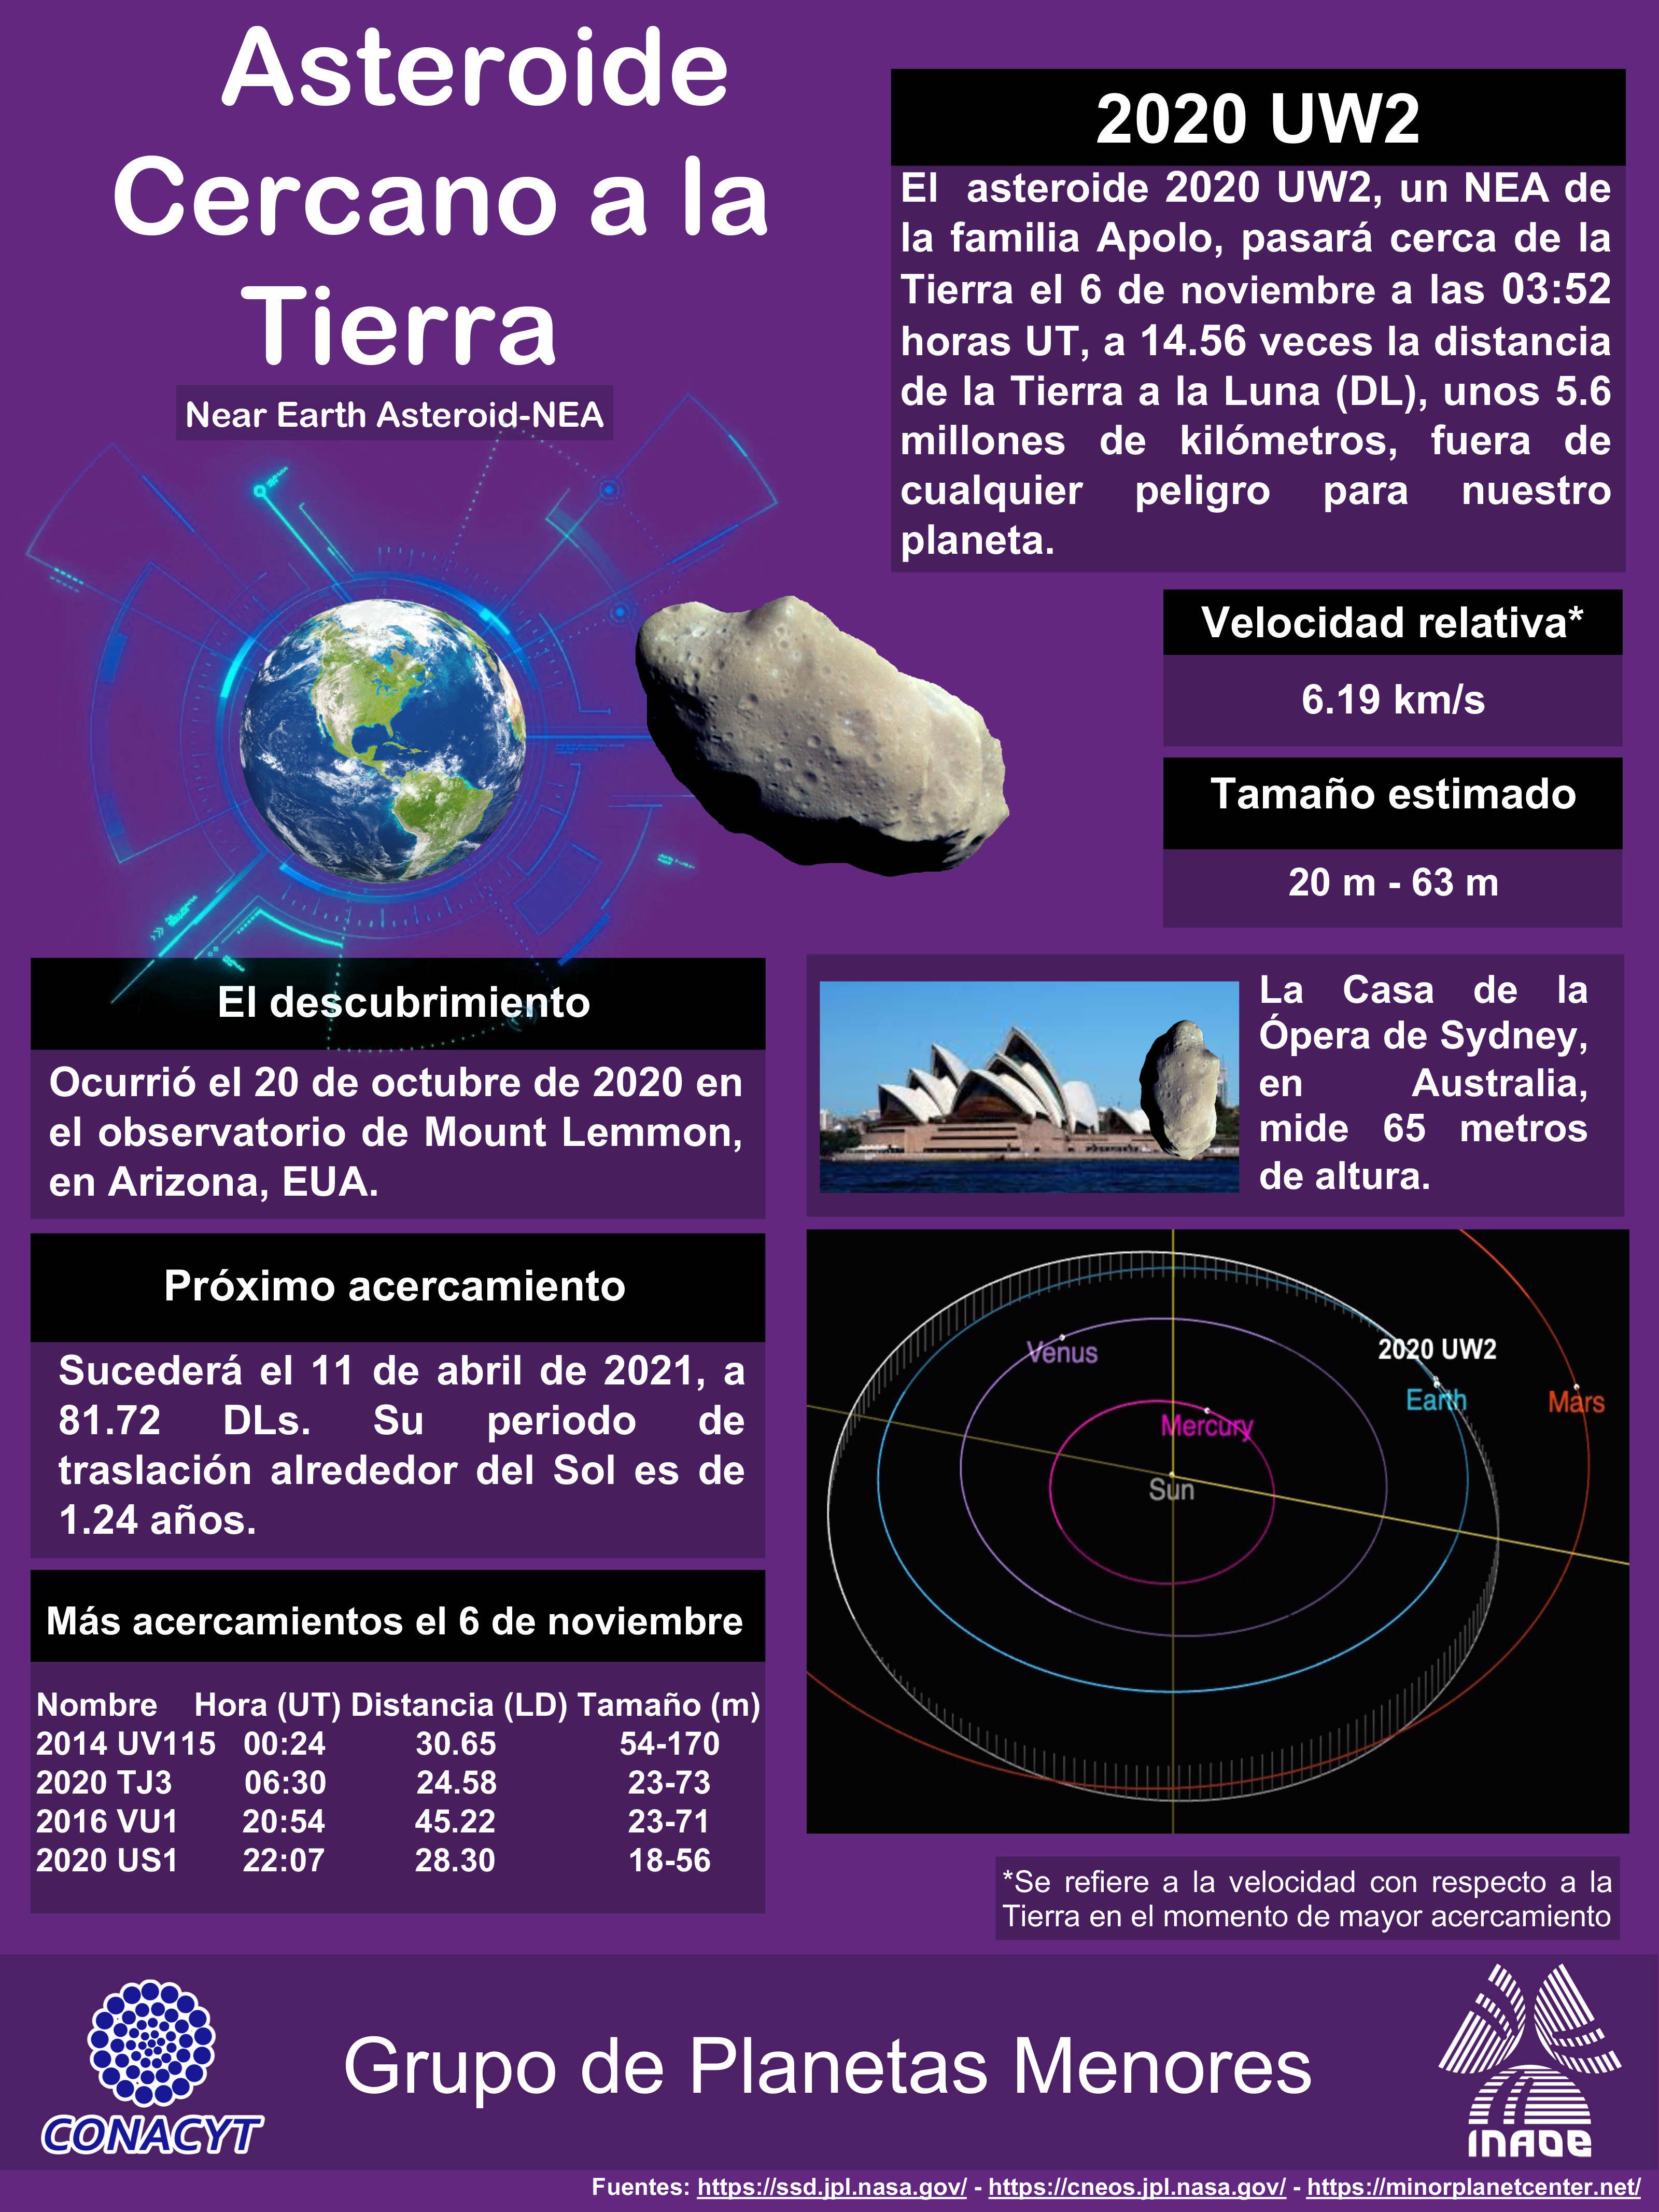 Asteroide
Cercano a la
Tierra
Near Earth Asteroid-NEA
2020 UW2
El asteroide 2020 UW2, un NEA de
la familia Apolo, pasará cerca de la
Tierra el 6 de noviembre a las 03:52
horas UT, a 14.56 veces la distancia
de la Tierra a la Luna (DL), unos 5.6
millones de kilómetros, fuera de
cualquier peligro para nuestro
planeta.
Velocidad relativa*
6.19 km/s
Tamaño estimado
20 m - 63 m
El descubrimiento
Ocurrió el 20 de octubre de 2020 en
el observatorio de Mount Lemmon,
en Arizona, EUA.
La Casa de la
Ópera de Sydney,
en Australia,
mide 65 metros
de altura.
Próximo acercamiento
Sucederá el 11 de abril de 2021, a
81.72 DLs. Su periodo de
traslación alrededor del Sol es de
1.24 años.
Venus
2020 UW2
Earth
Mars
Mercury
Sun
Más acercamientos el 6 de noviembre
Nombre Hora (UT) Distancia (LD) Tamaño (m)
2014 UV115 00:24 30.65 54-170
2020 TJ3 06:30 24.58 23-73
2016 VU1 20:54 45.22 23-71
2020 US1 22:07 28.30 18-56
*Se refiere a la velocidad con respecto a la
Tierra en el momento de mayor acercamiento
CONACYT
Grupo de Planetas Menores
INAOE
Fuentes: https://ssd.jpl.nasa.gov/ - https://cneos.jpl.nasa.gov/ - https://minorplanetcenter.net/